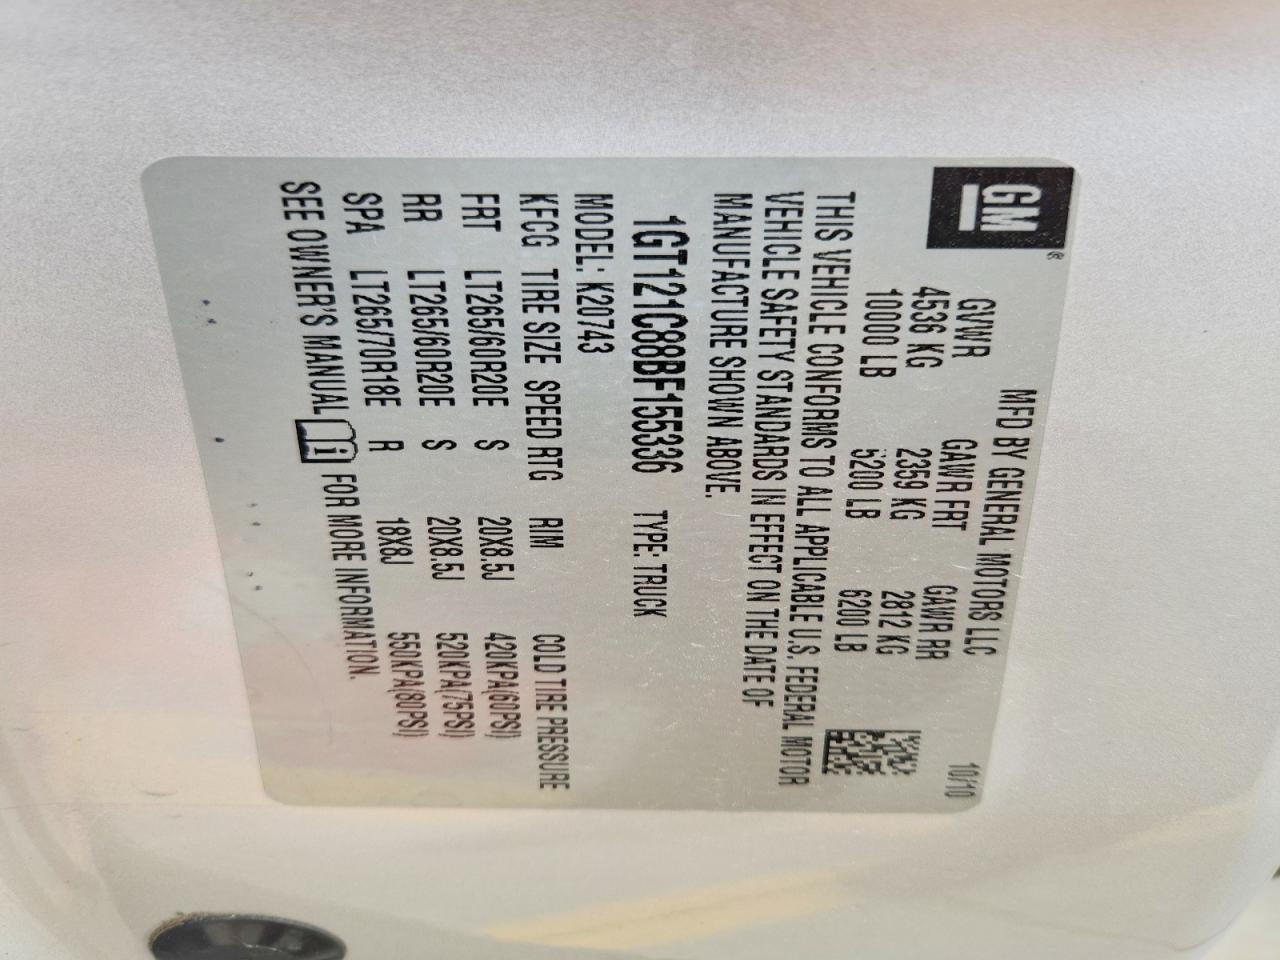 GM®
MFD BY GENERAL MOTORS LLC 10/10
GVWR GAWR FRT GAWR RR
4536 KG 2359 KG 2812 KG
10000 LB 5200 LB 6200 LB
THIS VEHICLE CONFORMS TO ALL APPLICABLE U.S. FEDERAL MOTOR
VEHICLE SAFETY STANDARDS IN EFFECT ON THE DATE OF
MANUFACTURE SHOWN ABOVE.
1GT121C88BF155336 TYPE: TRUCK
MODEL: K20743
KFCG TIRE SIZE SPEED RTG RIM COLD TIRE PRESSURE
FRT LT265/60R20E S 20X8.5J 420KPA(60PSI)
RR LT265/60R20E S 20X8.5J 520KPA(75PSI)
SPA LT265/70R18E R 18X8J 550KPA(80PSI)
SEE OWNER'S MANUAL i FOR MORE INFORMATION.